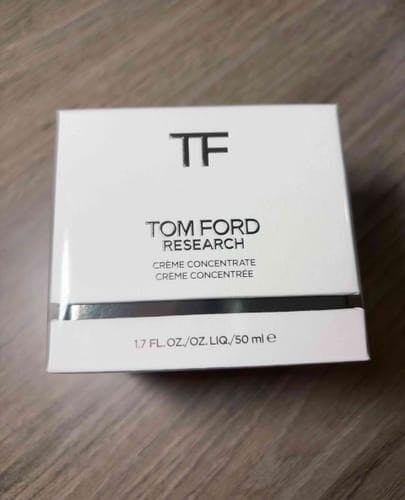 TF
TOM FORD
RESEARCH
CRÈME CONCENTRATE
CRÈME CONCENTRÉE
1.7 FL.OZ./OZ. LIQ./50 ml ℮